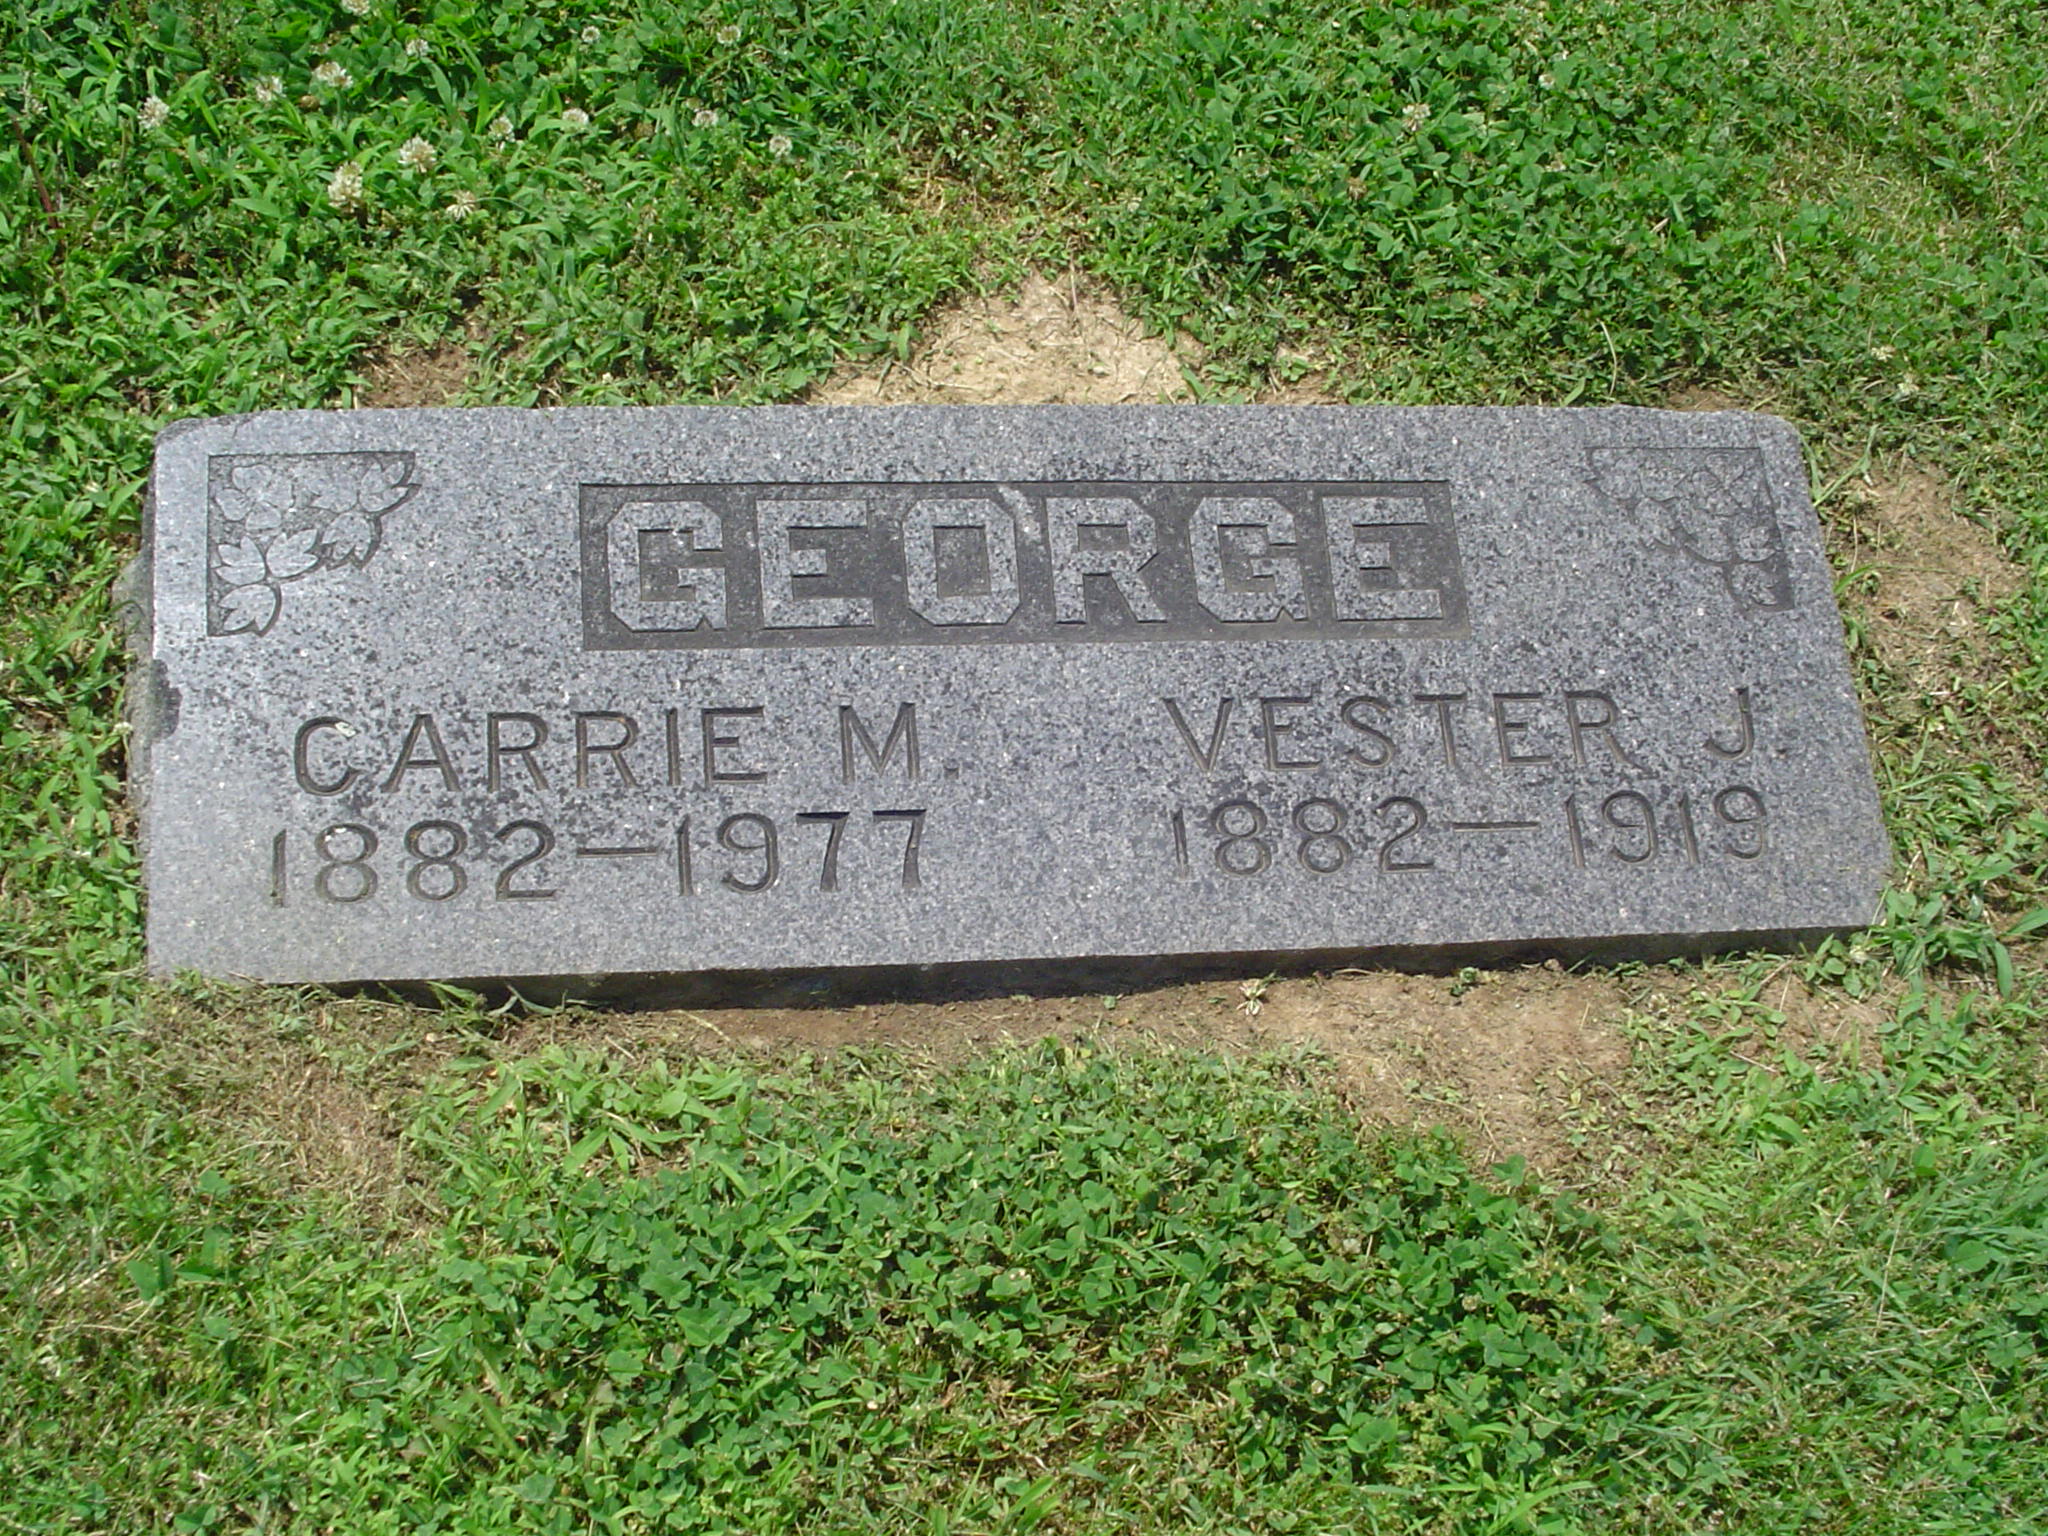 GEORGE
CARRIE M. VESTER J
1882-1977 1882-1919